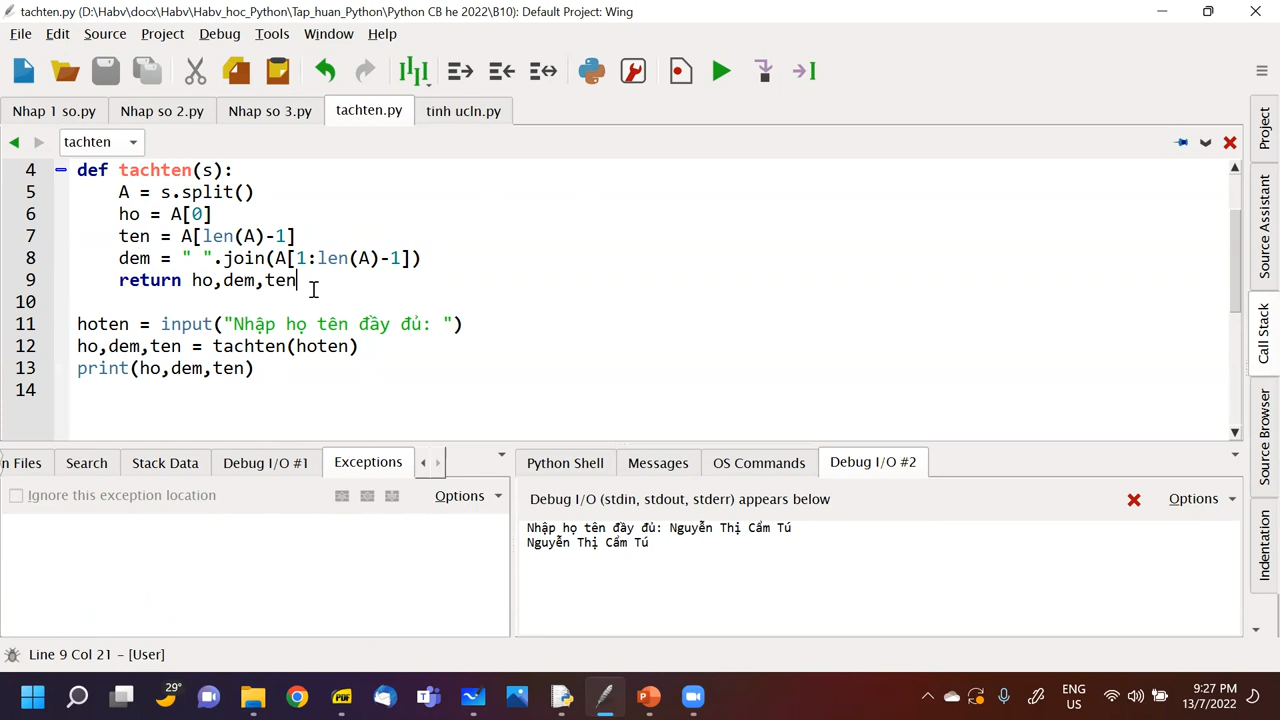 tachten.py (D:\Habv\docx\Habv\Habv_hoc_Python\Tap_huan_Python\Python CB he 2022\B10): Default Project: Wing
File Edit Source Project Debug Tools Window Help
Nhap 1 so.py Nhap so 2.py Nhap so 3.py tachten.py tinh ucln.py
tachten
4 def tachten(s):
5 A = s.split()
6 ho = A[0]
7 ten = A[len(A)-1]
8 dem = " ".join(A[1:len(A)-1])
9 return ho,dem,ten
10
11 hoten = input("Nhập họ tên đầy đủ: ")
12 ho,dem,ten = tachten(hoten)
13 print(ho,dem,ten)
14
Project
Source Assistant
Call Stack
Source Browser
Indentation
n Files Search Stack Data Debug I/O #1 Exceptions
Ignore this exception location Options
Python Shell Messages OS Commands Debug I/O #2
Debug I/O (stdin, stdout, stderr) appears below Options
Nhập họ tên đầy đủ: Nguyễn Thị Cẩm Tú
Nguyễn Thị Cẩm Tú
Line 9 Col 21 – [User]
29°
PDF
ENG
US
9:27 PM
13/7/2022